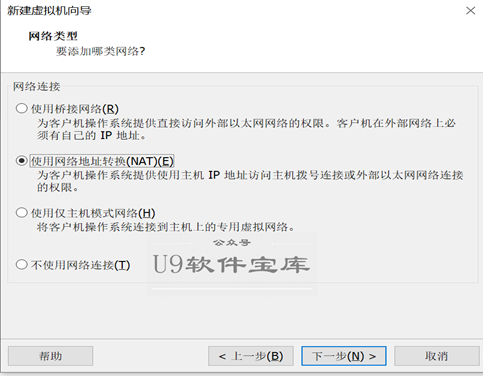 新建虚拟机向导
网络类型
要添加哪类网络?
网络连接
使用桥接网络(R)
为客户机操作系统提供直接访问外部以太网网络的权限。客户机在外部网络上必
须有自己的 IP 地址。
使用网络地址转换(NAT)(E)
为客户机操作系统提供使用主机 IP 地址访问主机拨号连接或外部以太网网络连接
的权限。
使用仅主机模式网络(H)
将客户机操作系统连接到主机上的专用虚拟网络。
公众号
U9软件宝库
不使用网络连接(T)
帮助
< 上一步(B)
下一步(N) >
取消